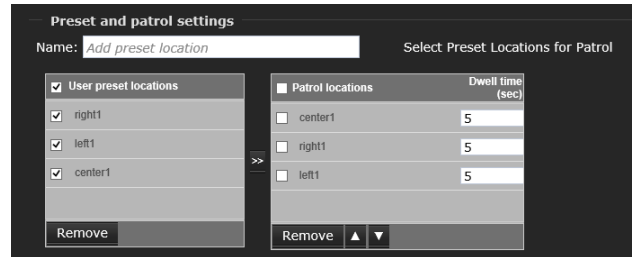 Preset and patrol settings
Name: Add preset location Select Preset Locations for Patrol
User preset locations
right1
left1
center1
Remove
>>
Patrol locations Dwell time (sec)
center1 5
right1 5
left1 5
Remove ▲ ▼